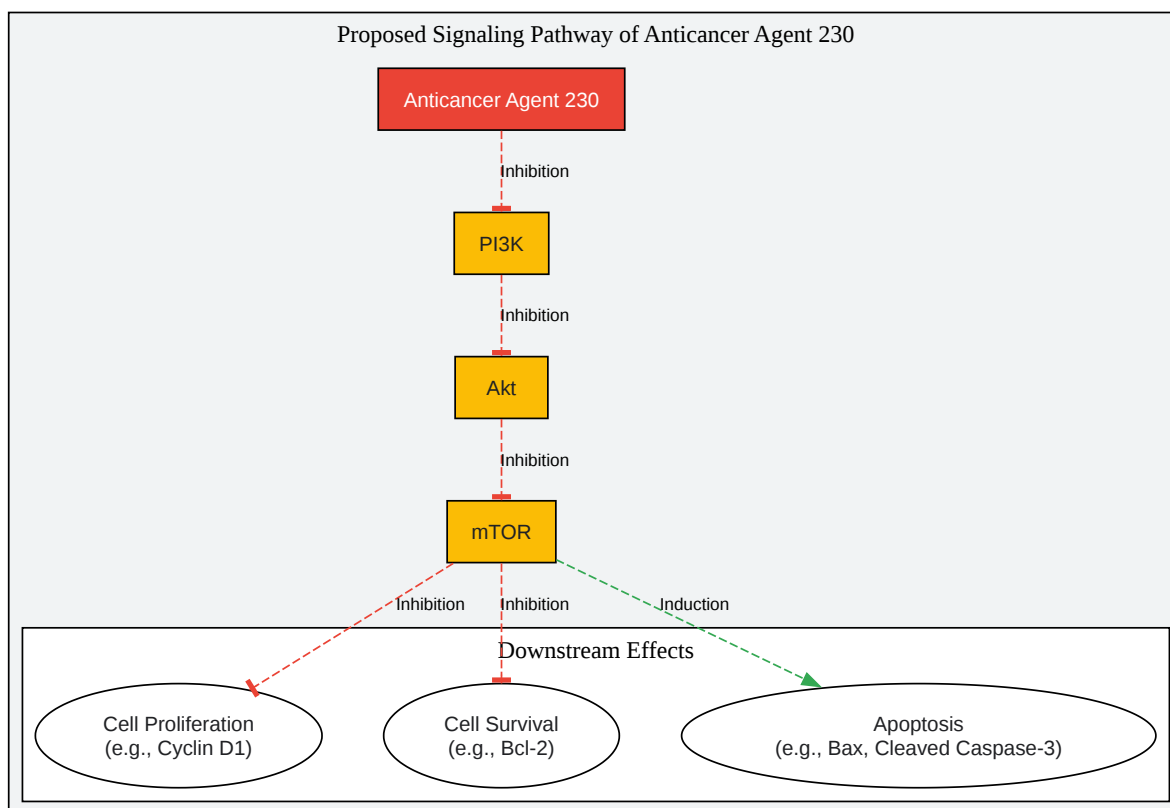 Proposed Signaling Pathway of Anticancer Agent 230
Anticancer Agent 230
Inhibition
PI3K
Inhibition
Akt
Inhibition
mTOR
Inhibition
Inhibition
Induction
Downstream Effects
Cell Proliferation
(e.g., Cyclin D1)
Cell Survival
(e.g., Bcl-2)
Apoptosis
(e.g., Bax, Cleaved Caspase-3)